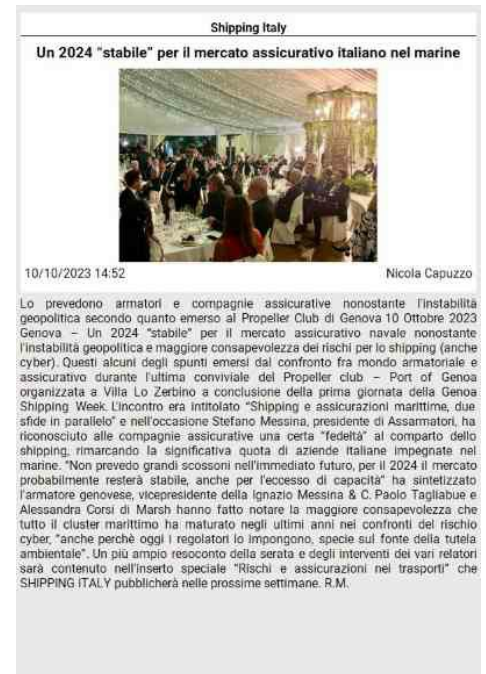 Shipping Italy
Un 2024 "stabile" per il mercato assicurativo italiano nel marine
10/10/2023 14:52
Nicola Capuzzo
Lo prevedono armatori e compagnie assicurative nonostante l'instabilità
geopolitica secondo quanto emerso al Propeller Club di Genova 10 Ottobre 2023
Genova – Un 2024 "stabile" per il mercato assicurativo navale nonostante
l'instabilità geopolitica e maggiore consapevolezza dei rischi per lo shipping (anche
cyber). Questi alcuni degli spunti emersi dal confronto fra mondo armatoriale e
assicurativo durante l'ultima conviviale del Propeller club – Port of Genoa
organizzata a Villa Lo Zerbino a conclusione della prima giornata della Genoa
Shipping Week. L'incontro era intitolato "Shipping e assicurazioni marittime, due
sfide in parallelo" e nell'occasione Stefano Messina, presidente di Assarmatori, ha
riconosciuto alle compagnie assicurative una certa "fedeltà" al comparto dello
shipping, rimarcando la significativa quota di aziende italiane impegnate nel
marine. "Non prevedo grandi scossoni nell'immediato futuro, per il 2024 il mercato
probabilmente resterà stabile, anche per l'eccesso di capacità" ha sintetizzato
l'armatore genovese, vicepresidente della Ignazio Messina & C. Paolo Tagliabue e
Alessandra Corsi di Marsh hanno fatto notare la maggiore consapevolezza che
tutto il cluster marittimo ha maturato negli ultimi anni nei confronti del rischio
cyber, "anche perchè oggi i regolatori lo impongono, specie sul fonte della tutela
ambientale". Un più ampio resoconto della serata e degli interventi dei vari relatori
sarà contenuto nell'inserto speciale "Rischi e assicurazioni nei trasporti" che
SHIPPING ITALY pubblicherà nelle prossime settimane. R.M.